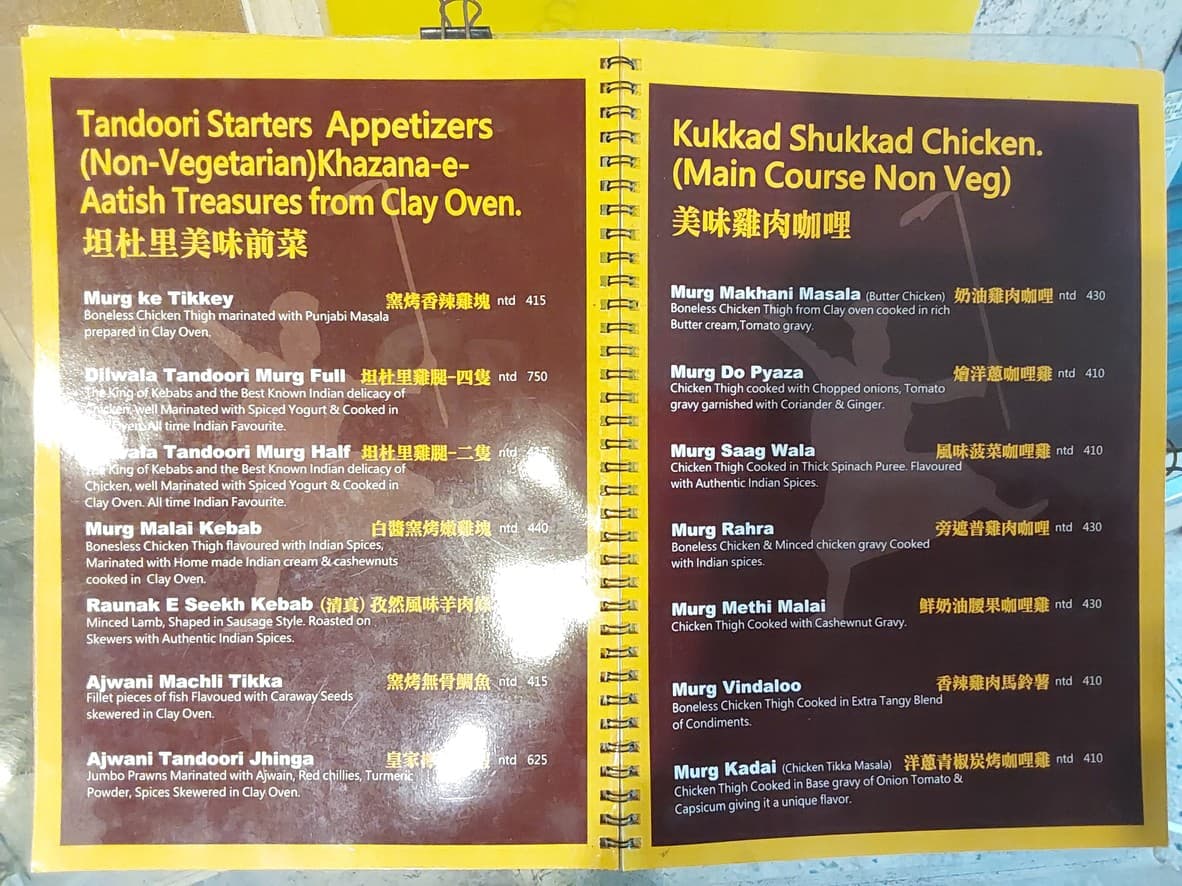 Tandoori Starters Appetizers
(Non-Vegetarian)Khazana-e-
Aatish Treasures from Clay Oven.
坦杜里美味前菜
Murg ke Tikkey 窯烤香辣雞塊 ntd 415
Boneless Chicken Thigh marinated with Punjabi Masala
prepared in Clay Oven.
Dilwala Tandoori Murg Full 坦杜里雞腿-四隻 ntd 750
The King of Kebabs and the Best Known Indian delicacy of
Chicken, well Marinated with Spiced Yogurt & Cooked in
Oven. All time Indian Favourite.
Tandoori Murg Half 坦杜里雞腿-二隻 ntd
The King of Kebabs and the Best Known Indian delicacy of
Chicken, well Marinated with Spiced Yogurt & Cooked in
Clay Oven. All time Indian Favourite.
Murg Malai Kebab 白醬窯烤嫩雞塊 ntd 440
Bonesless Chicken Thigh flavoured with Indian Spices,
Marinated with Home made Indian cream & cashewnuts
cooked in Clay Oven.
Raunak E Seekh Kebab (清真) 孜然風味羊肉
Minced Lamb, Shaped in Sausage Style. Roasted on
Skewers with Authentic Indian Spices.
Ajwani Machli Tikka 窯烤無骨鯛魚 ntd 415
Fillet pieces of fish Flavoured with Caraway Seeds
skewered in Clay Oven.
Ajwani Tandoori Jhinga 皇家 ntd 625
Jumbo Prawns Marinated with Ajwain, Red chillies, Turmeric
Powder, Spices Skewered in Clay Oven.
Kukkad Shukkad Chicken.
(Main Course Non Veg)
美味雞肉咖哩
Murg Makhani Masala (Butter Chicken) 奶油雞肉咖哩 ntd 430
Boneless Chicken Thigh from Clay oven cooked in rich
Butter cream,Tomato gravy.
Murg Do Pyaza 燴洋蔥咖哩雞 ntd 410
Chicken Thigh cooked with Chopped onions, Tomato
gravy garnished with Coriander & Ginger.
Murg Saag Wala 風味菠菜咖哩雞 ntd 410
Chicken Thigh Cooked in Thick Spinach Puree. Flavoured
with Authentic Indian Spices.
Murg Rahra 旁遮普雞肉咖哩 ntd 430
Boneless Chicken & Minced chicken gravy Cooked
with Indian spices.
Murg Methi Malai 鮮奶油腰果咖哩雞 ntd 430
Chicken Thigh Cooked with Cashewnut Gravy.
Murg Vindaloo 香辣雞肉馬鈴薯 ntd 410
Boneless Chicken Thigh Cooked in Extra Tangy Blend
of Condiments.
Murg Kadai (Chicken Tikka Masala) 洋蔥青椒炭烤咖哩雞 ntd 410
Chicken Thigh Cooked in Base gravy of Onion Tomato &
Capsicum giving it a unique flavor.